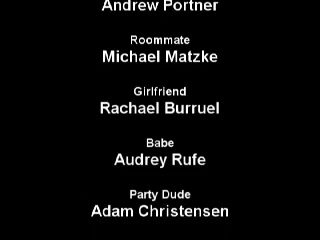 Andrew Portner
Roommate
Michael Matzke
Girlfriend
Rachael Burruel
Babe
Audrey Rufe
Party Dude
Adam Christensen